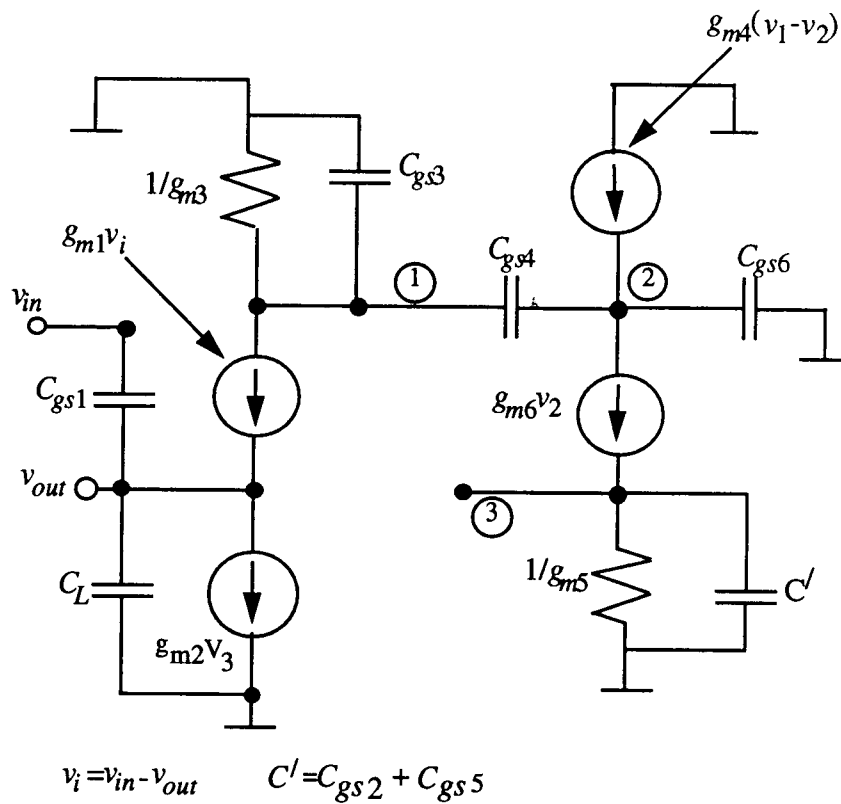 g_{m4}(v_1-v_2)
1/g_{m3}
C_{gs3}
g_{m1}v_i
C_{gs4}
1
2
C_{gs6}
v_{in}
C_{gs1}
g_{m6}v_2
v_{out}
3
C_L
1/g_{m5}
C'
g_{m2}V_3
v_i=v_{in}-v_{out} C'=C_{gs2} + C_{gs5}